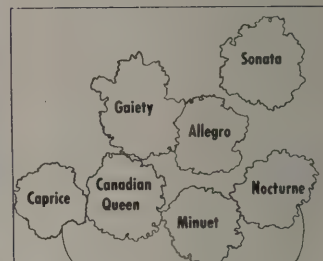 Sonata
Gaiety
Allegro
Caprice
Canadian
Queen
Nocturne
Minuet